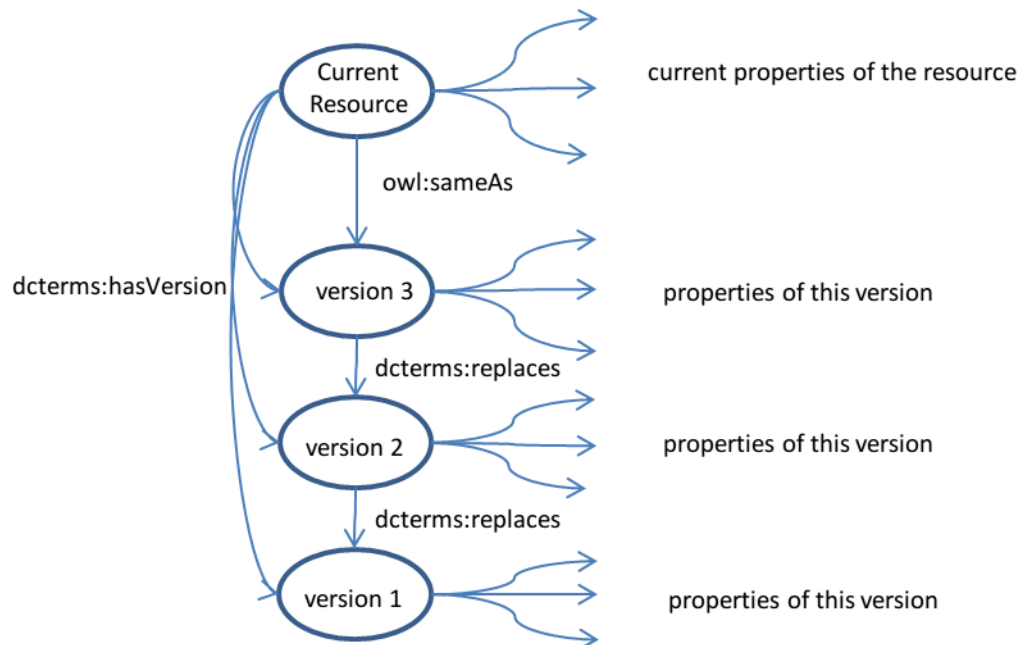 Current
Resource
current properties of the resource
owl:sameAs
dcterms:hasVersion
version 3
properties of this version
dcterms:replaces
version 2
properties of this version
dcterms:replaces
version 1
properties of this version